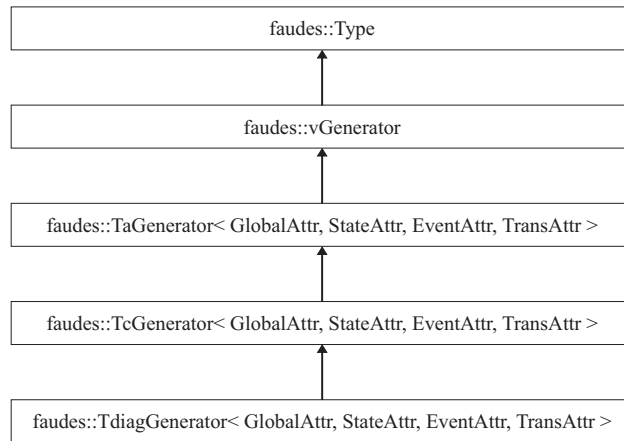 faudes::Type
faudes::vGenerator
faudes::TaGenerator< GlobalAttr, StateAttr, EventAttr, TransAttr >
faudes::TcGenerator< GlobalAttr, StateAttr, EventAttr, TransAttr >
faudes::TdiagGenerator< GlobalAttr, StateAttr, EventAttr, TransAttr >